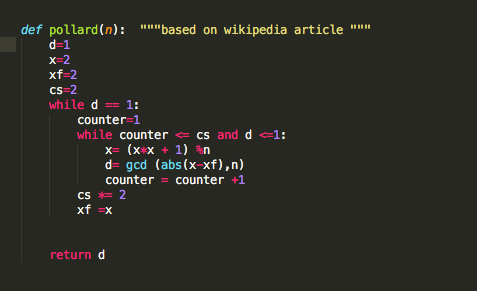 def pollard(n):  """based on wikipedia article """
    d=1
    x=2
    xf=2
    cs=2
    while d == 1:
        counter=1
        while counter <= cs and d <=1:
            x= (x*x + 1) %n
            d= gcd (abs(x-xf),n)
            counter = counter +1
        cs *= 2
        xf =x
    return d